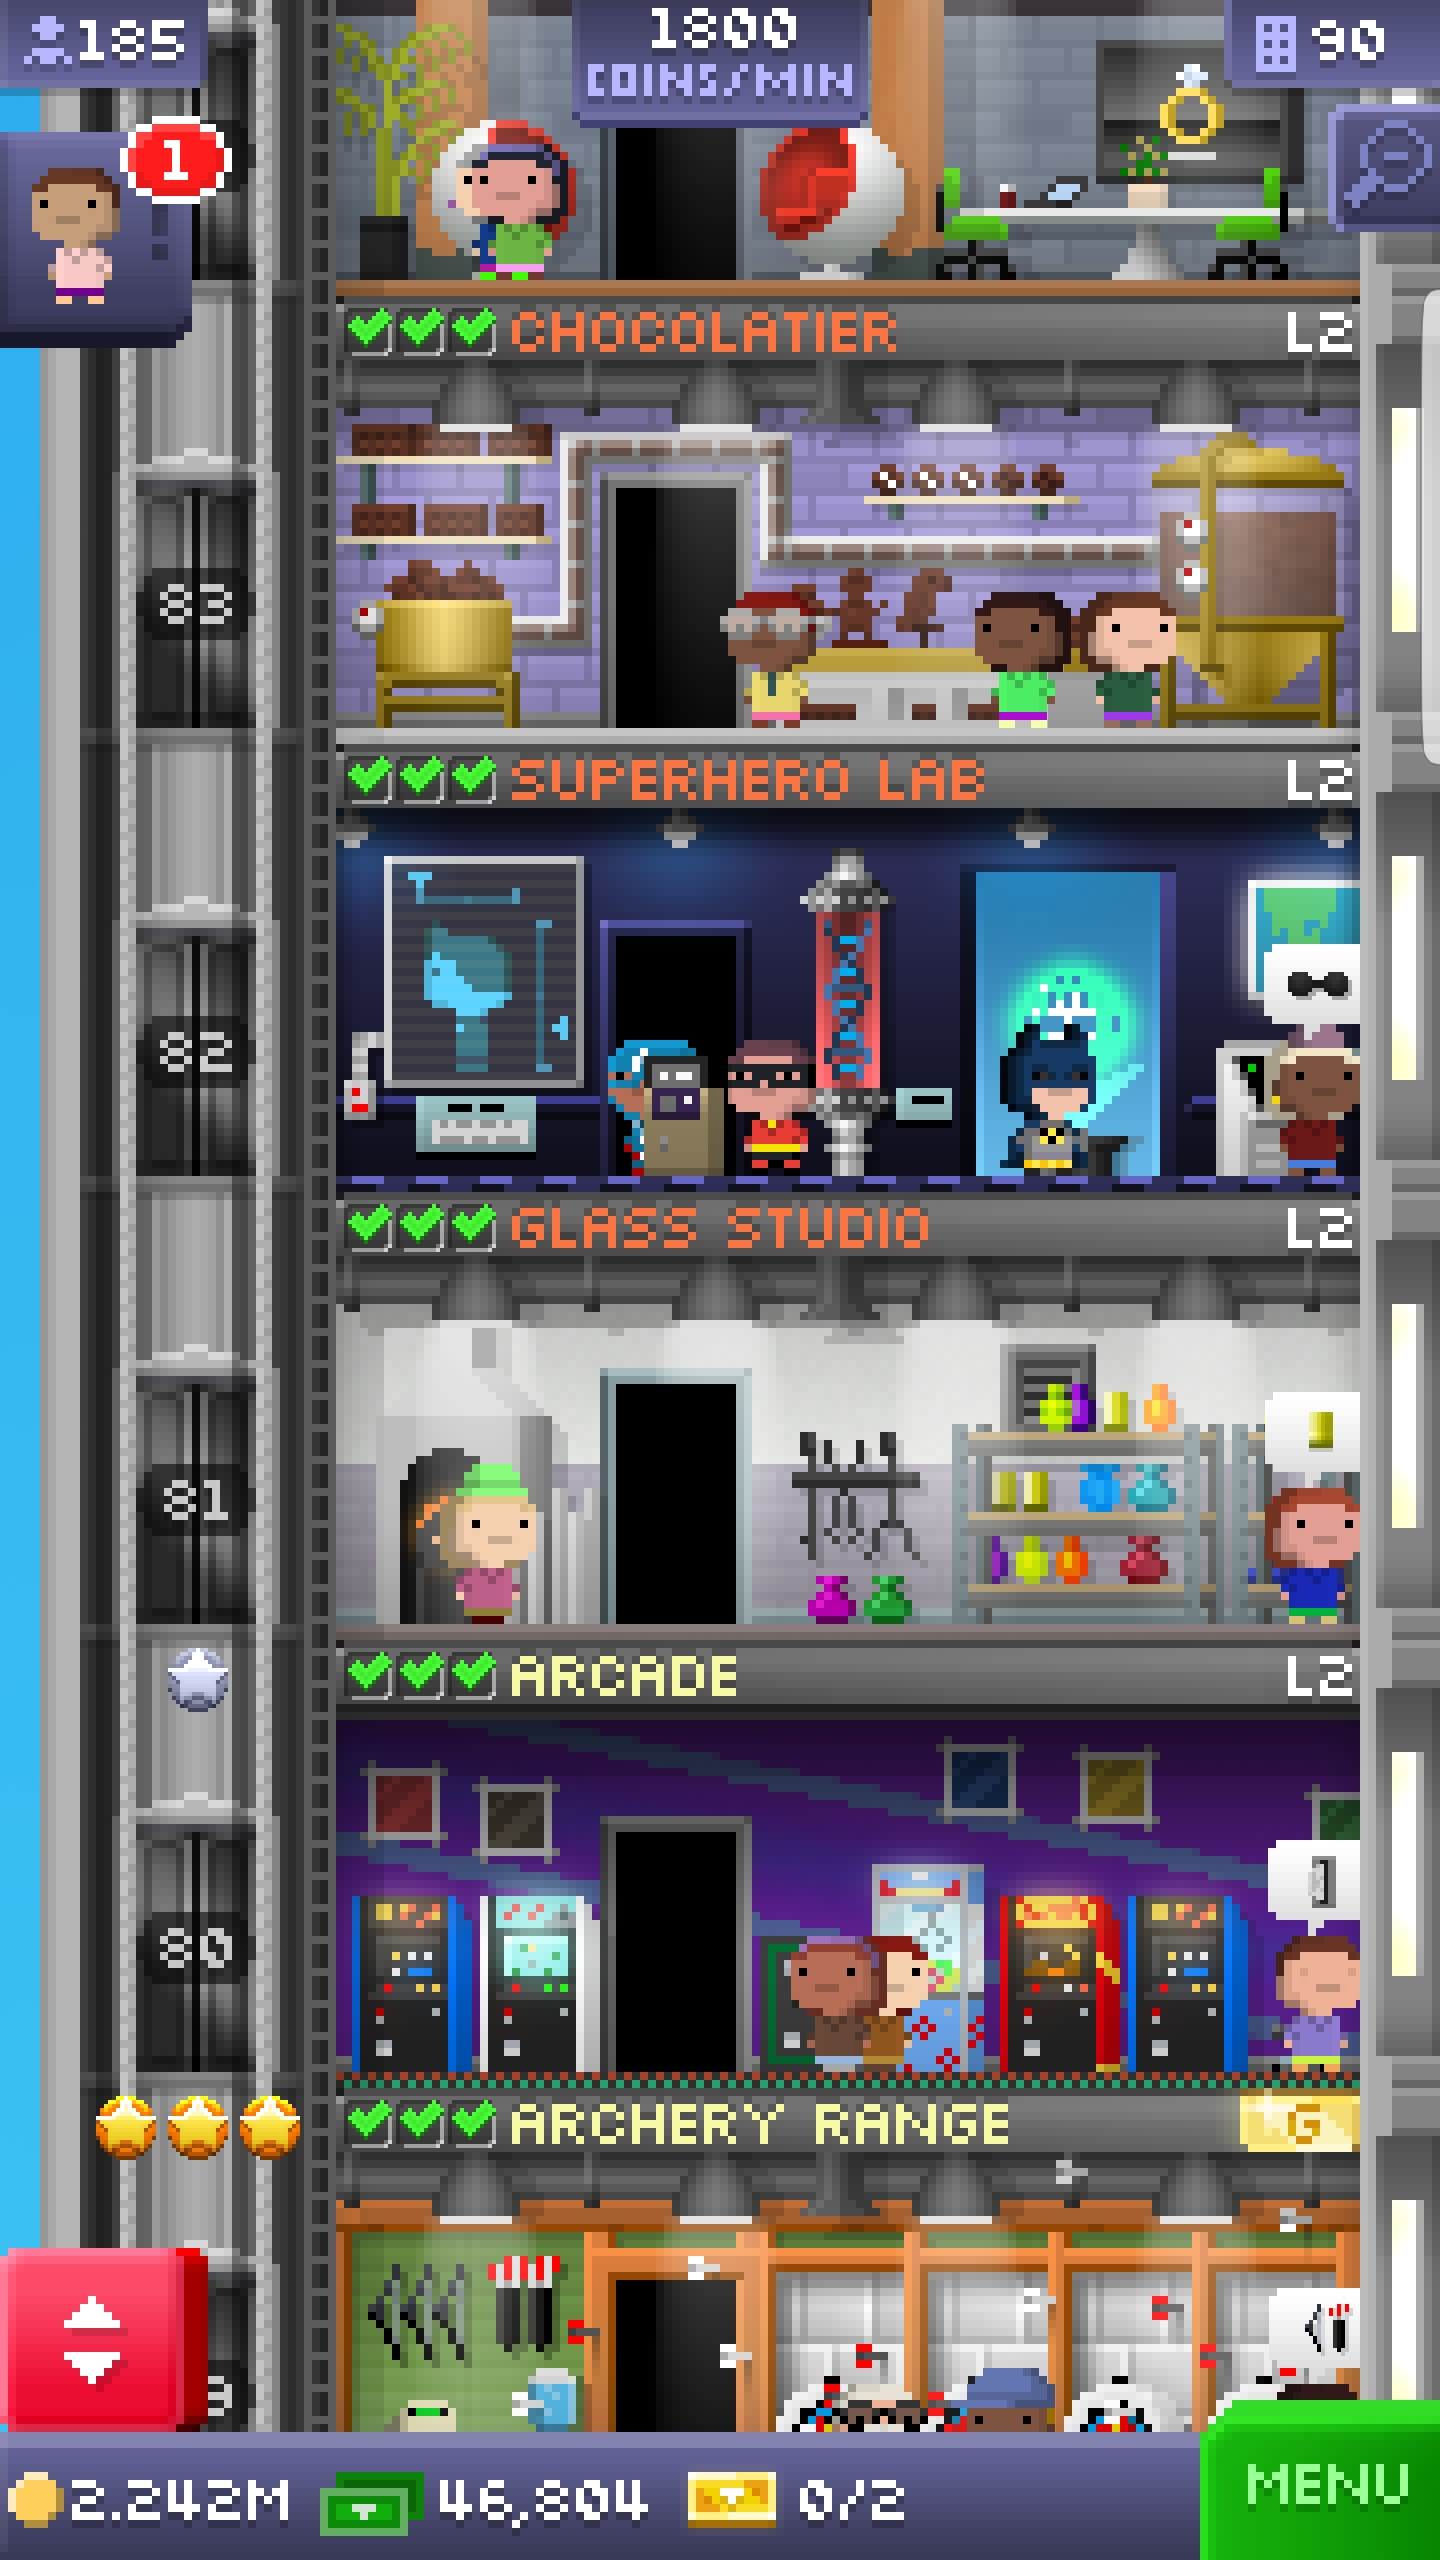 185
1800
COINS/MIN
90
1
CHOCOLATIER L2
83
SUPERHERO LAB L2
82
GLASS STUDIO L2
81
ARCADE L2
80
ARCHERY RANGE G
2.242M 46,804 0/2
MENU